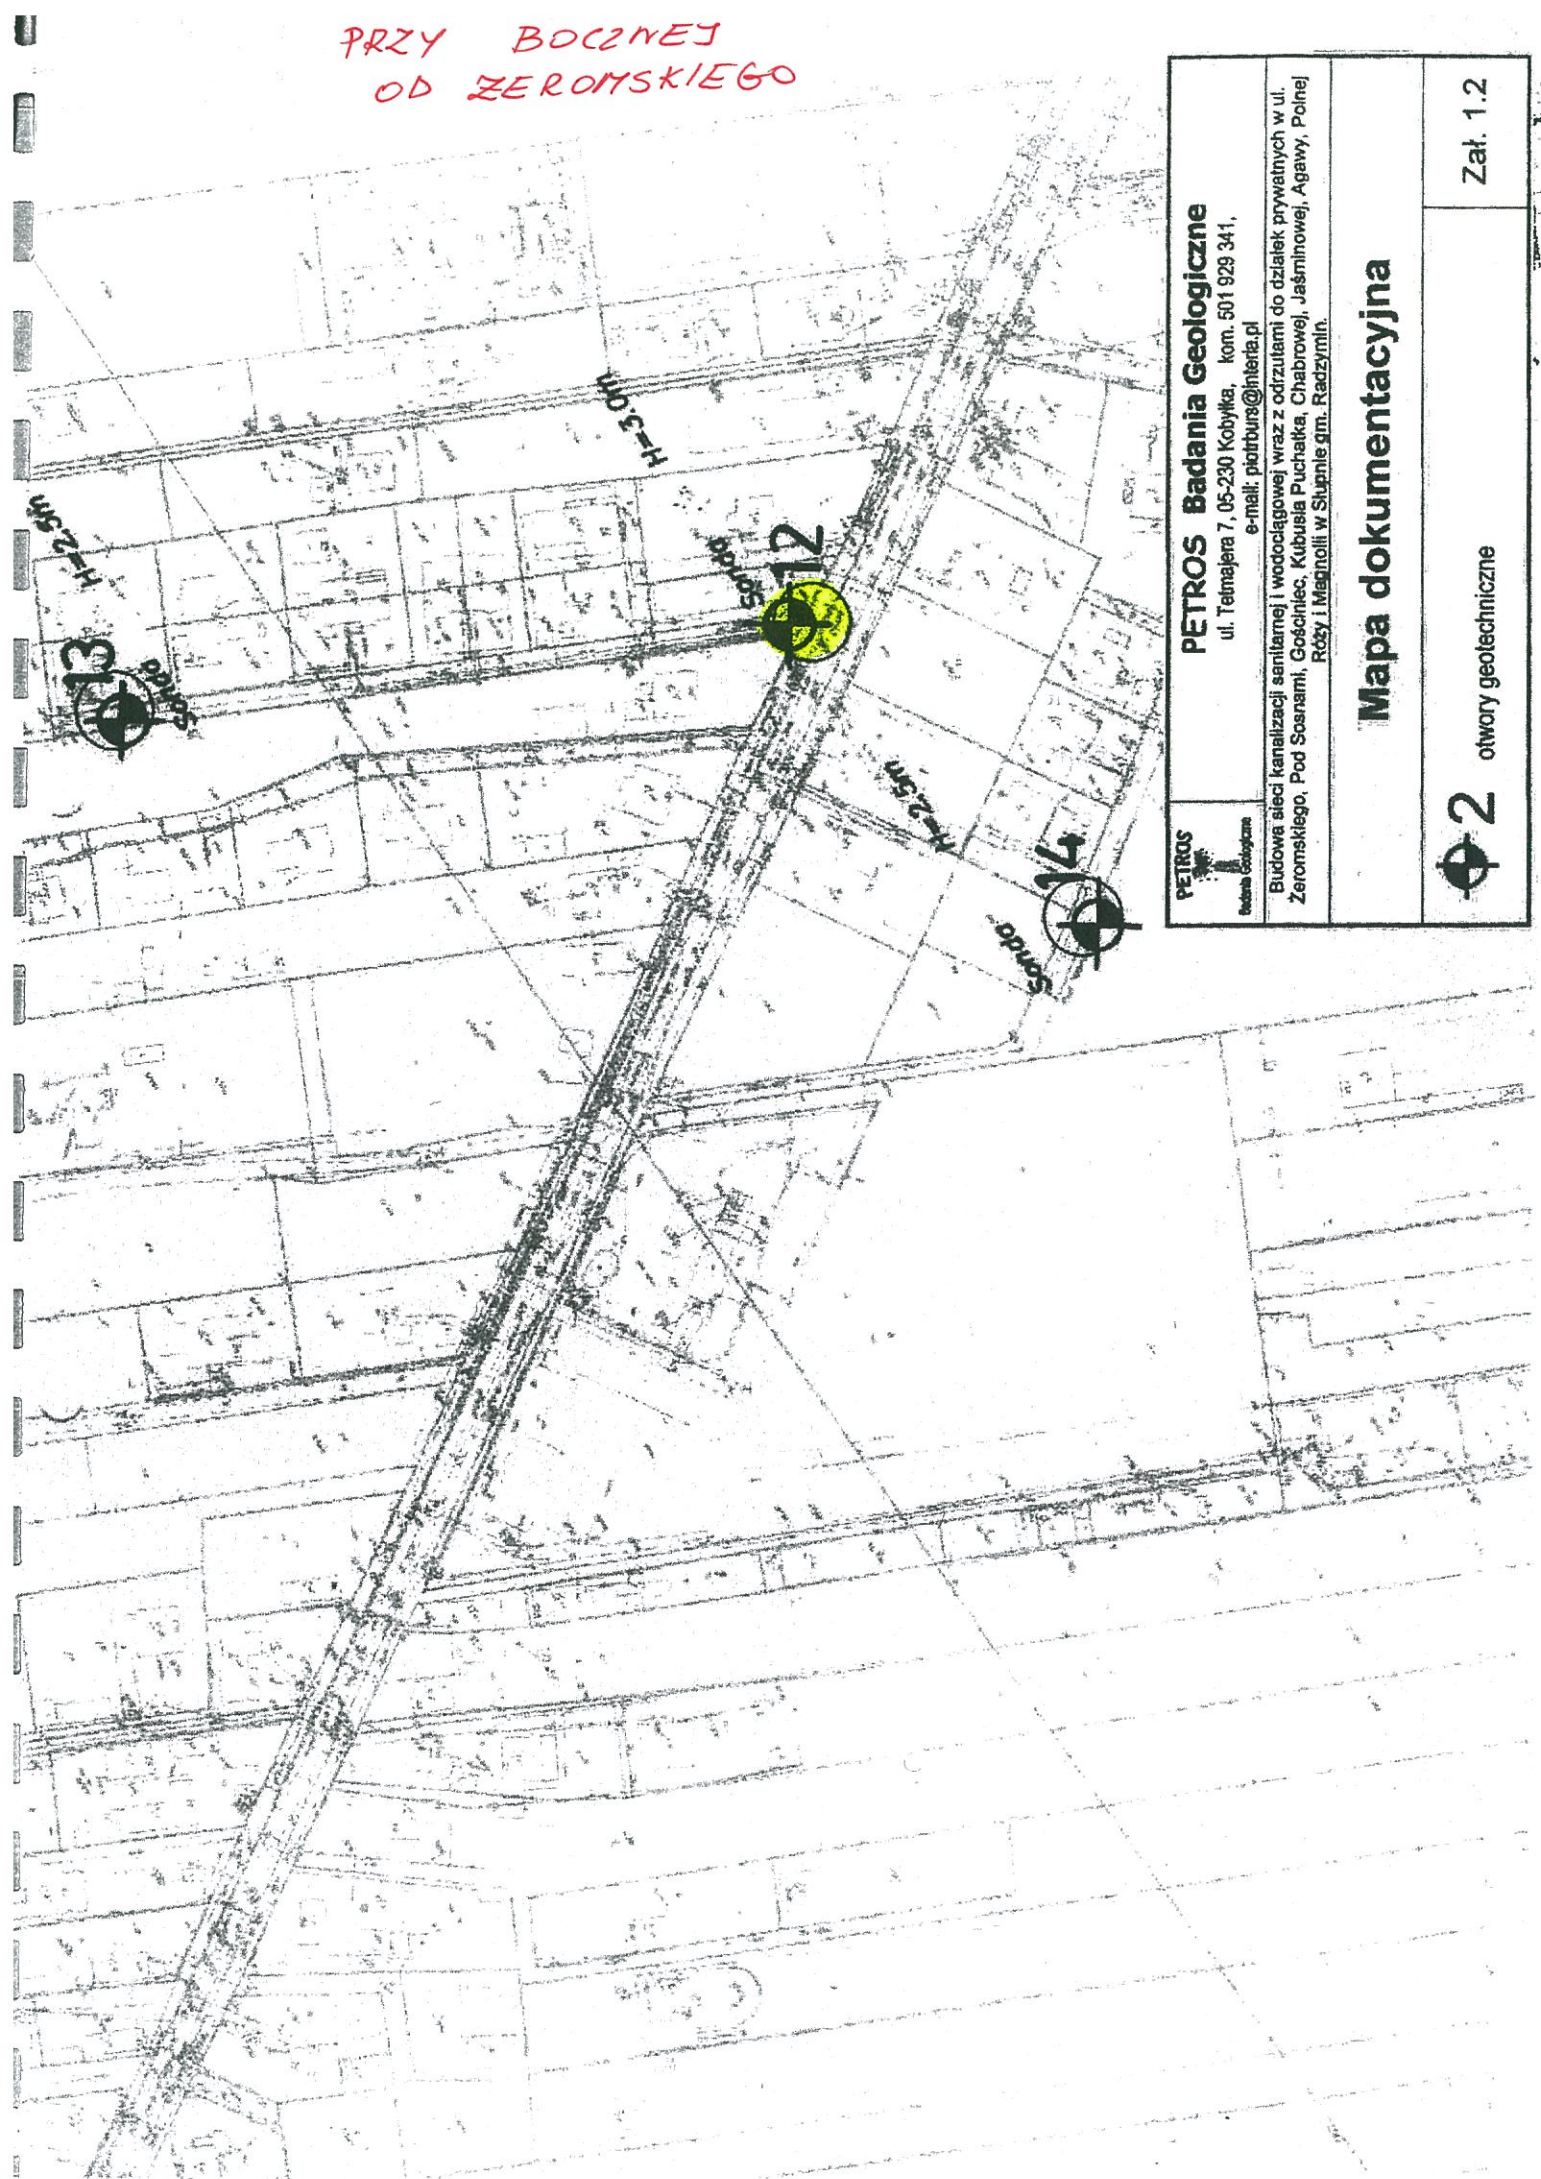 PRZY BOCZNEJ
OD ŻEROMSKIEGO
H=2.5m
13
Sonda
H=3.0m
Sonda
12
H=2.5m
14
Sonda
PETROS
Badania Geologiczne
PETROS Badania Geologiczne
ul. Tetmajera 7, 05-230 Kobyłka, kom. 501 929 341,
e-mail: piotrburs@interia.pl
Budowa sieci kanalizacji sanitarnej i wodociągowej wraz z odrzutami do działek prywatnych w ul.
Żeromskiego, Pod Sosnami, Gościniec, Kubusia Puchatka, Chabrowej, Jaśminowej, Agawy, Polnej
Róży i Magnolii w Słupnie gm. Radzymin.
Mapa dokumentacyjna
2 otwory geotechniczne
Zał. 1.2